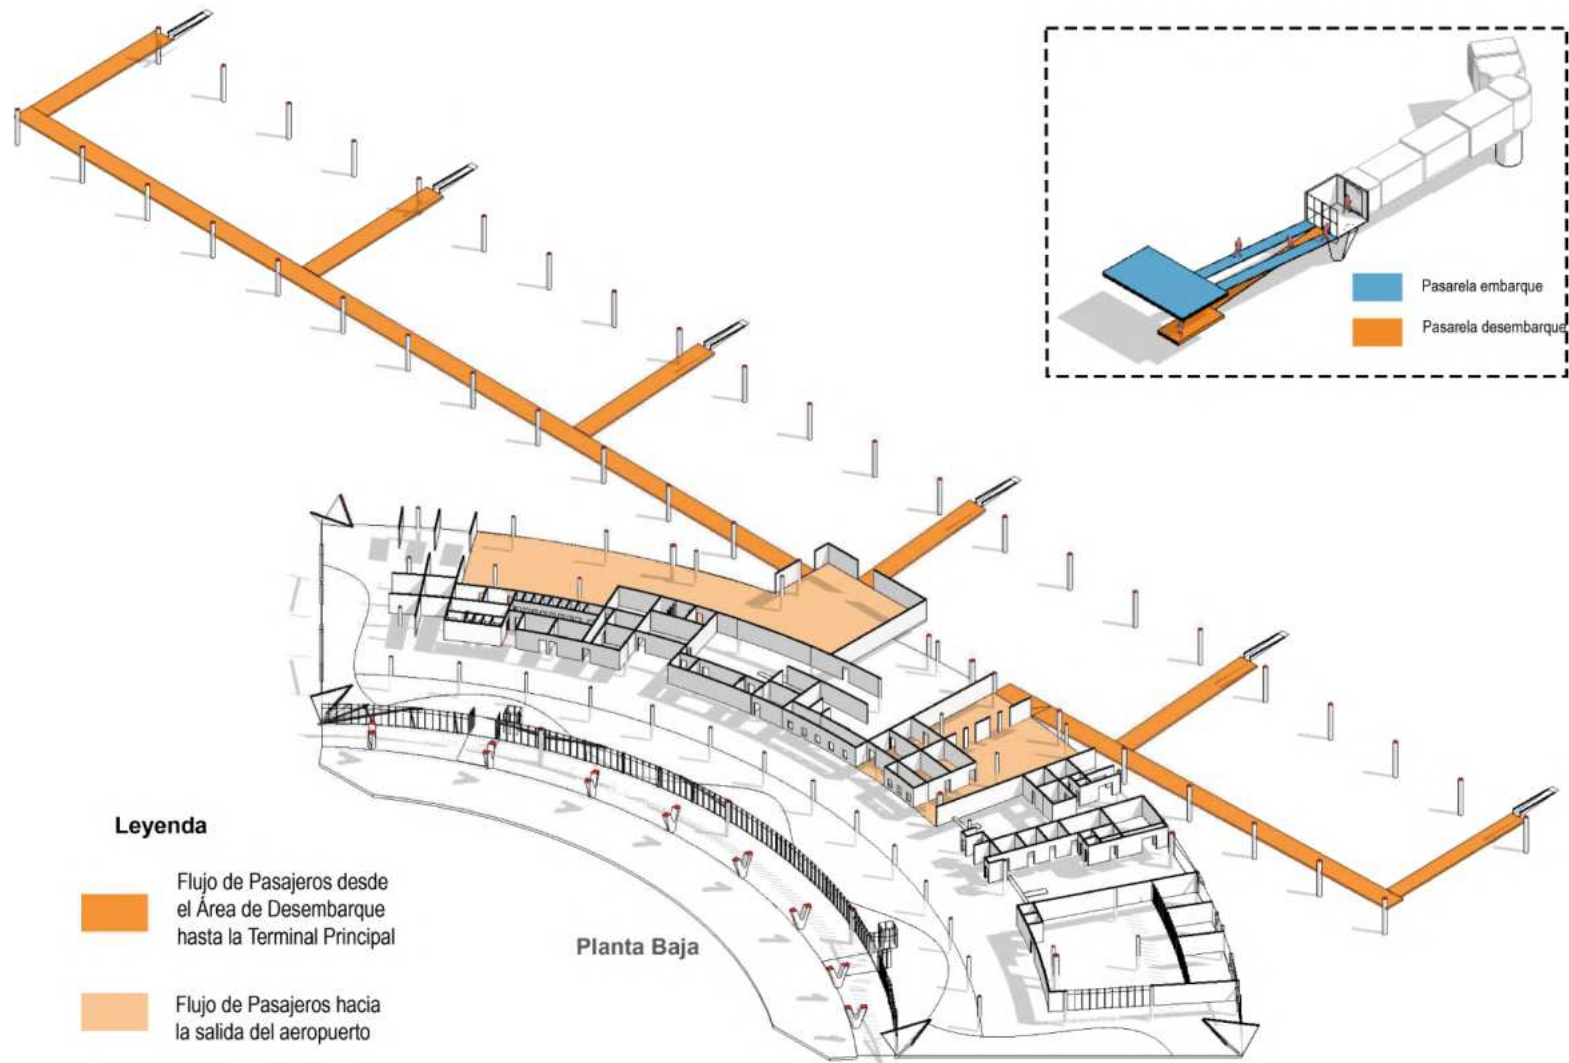 Pasarela embarque
Pasarela desembarque
Leyenda
Flujo de Pasajeros desde
el Área de Desembarque
hasta la Terminal Principal
Planta Baja
Flujo de Pasajeros hacia
la salida del aeropuerto